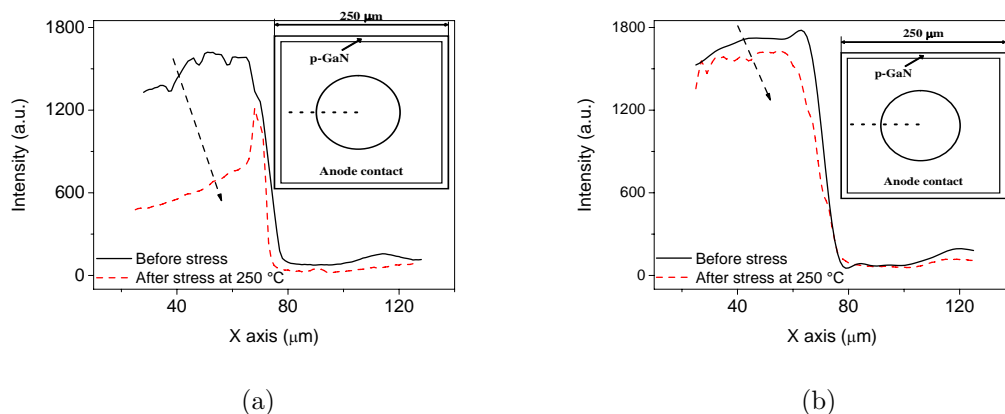 250 μm
p-GaN
Anode contact
1800
1200
600
0
Intensity (a.u.)
Before stress
After stress at 250 °C
40
80
120
X axis (μm)
(a)
250 μm
p-GaN
Anode contact
1800
1200
600
0
Intensity (a.u.)
Before stress
After stress at 250 °C
40
80
120
X axis (μm)
(b)